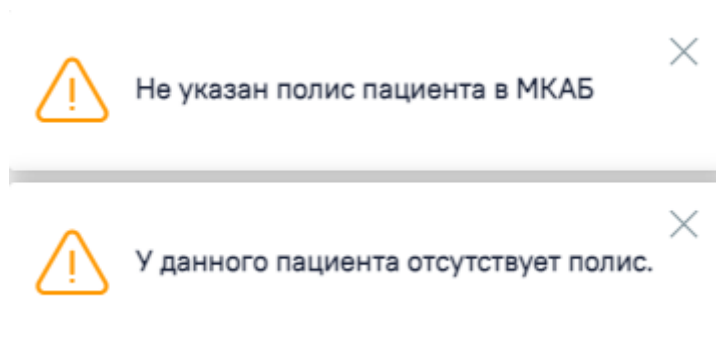 Не указан полис пациента в МКАБ
У данного пациента отсутствует полис.